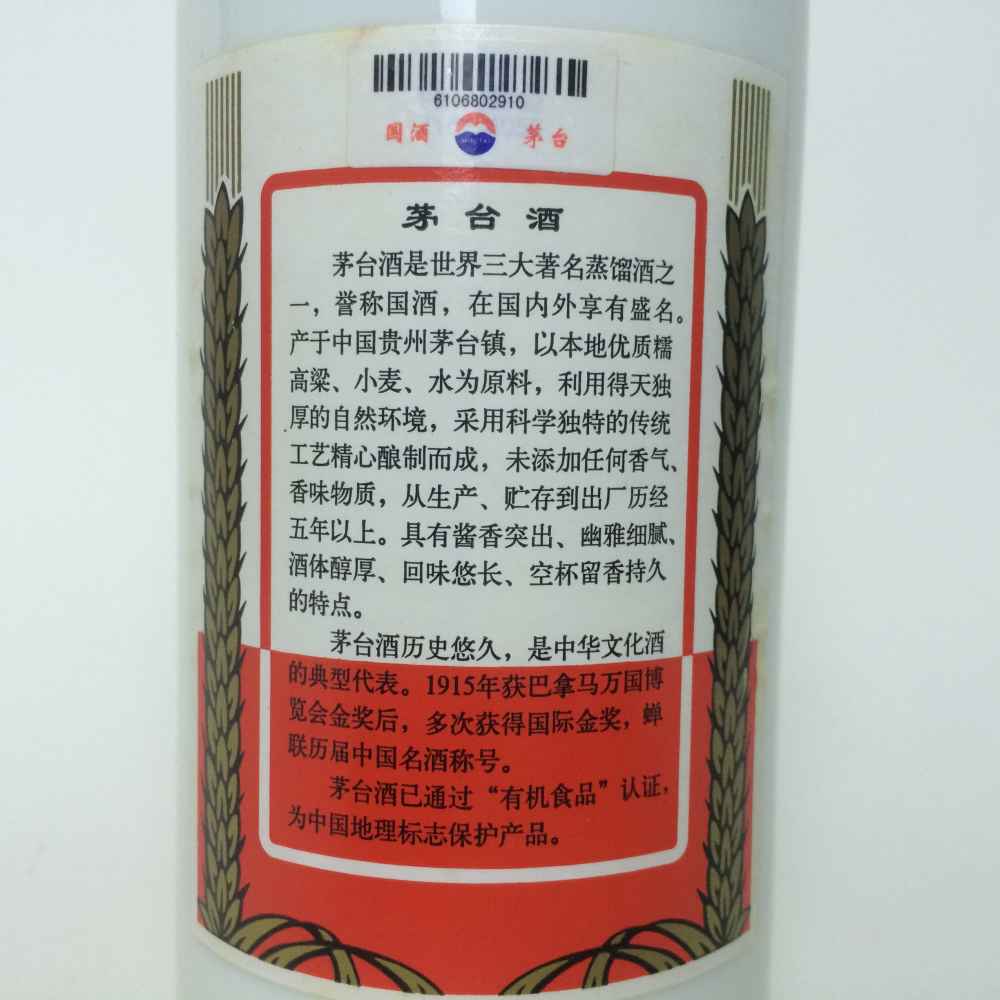 6106802910
国酒 茅台
茅台酒
茅台酒是世界三大著名蒸馏酒之
一，誉称国酒，在国内外享有盛名。
产于中国贵州茅台镇，以本地优质糯
高粱、小麦、水为原料，利用得天独
厚的自然环境，采用科学独特的传统
工艺精心酿制而成，未添加任何香气、
香味物质，从生产、贮存到出厂历经
五年以上。具有酱香突出、幽雅细腻、
酒体醇厚、回味悠长、空杯留香持久
的特点。
茅台酒历史悠久，是中华文化酒
的典型代表。1915年获巴拿马万国博
览会金奖后，多次获得国际金奖，蝉
联历届中国名酒称号。
茅台酒已通过“有机食品”认证，
为中国地理标志保护产品。